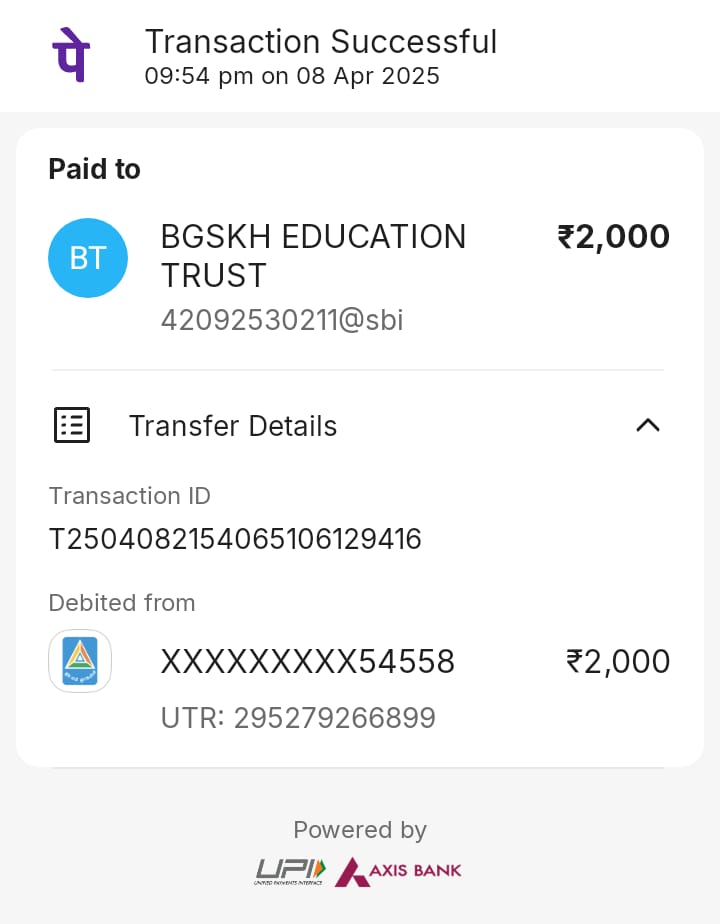 पे
Transaction Successful
09:54 pm on 08 Apr 2025
Paid to
BT
BGSKH EDUCATION
TRUST
₹2,000
42092530211@sbi
Transfer Details
Transaction ID
T2504082154065106129416
Debited from
XXXXXXXXX54558
₹2,000
UTR: 295279266899
Powered by
UPI
UNIFIED PAYMENTS INTERFACE
AXIS BANK